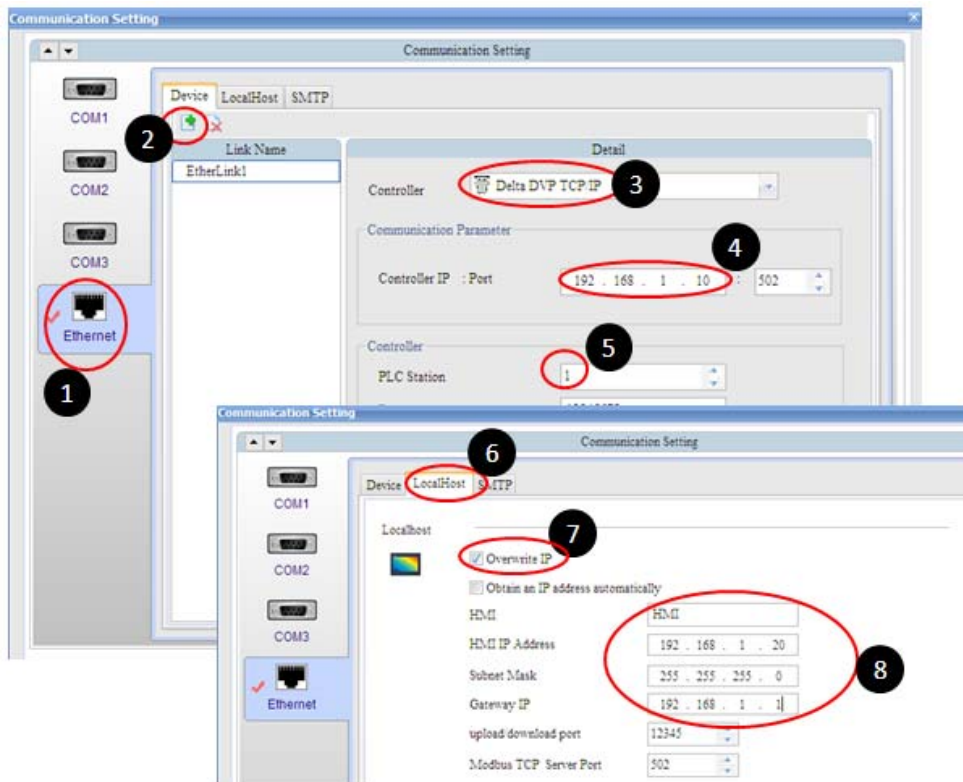 Communication Setting
Communication Setting
COM1
COM2
COM3
Ethernet
1
Device LocalHost SMTP
2
Link Name
EtherLink1
Detail
Controller Delta DVP TCP/IP
3
Communication Parameter
4
Controller IP : Port 192 . 168 . 1 . 10 : 502
Controller
5
PLC Station 1
Communication Setting
Communication Setting
COM1
COM2
COM3
Ethernet
6
Device LocalHost SMTP
Localhost
7
Overwrite IP
Obtain an IP address automatically
HMI HMI
HMI IP Address 192 . 168 . 1 . 20
Subnet Mask 255 . 255 . 255 . 0
Gateway IP 192 . 168 . 1 . 1
8
upload download port 12345
Modbus TCP Server Port 502